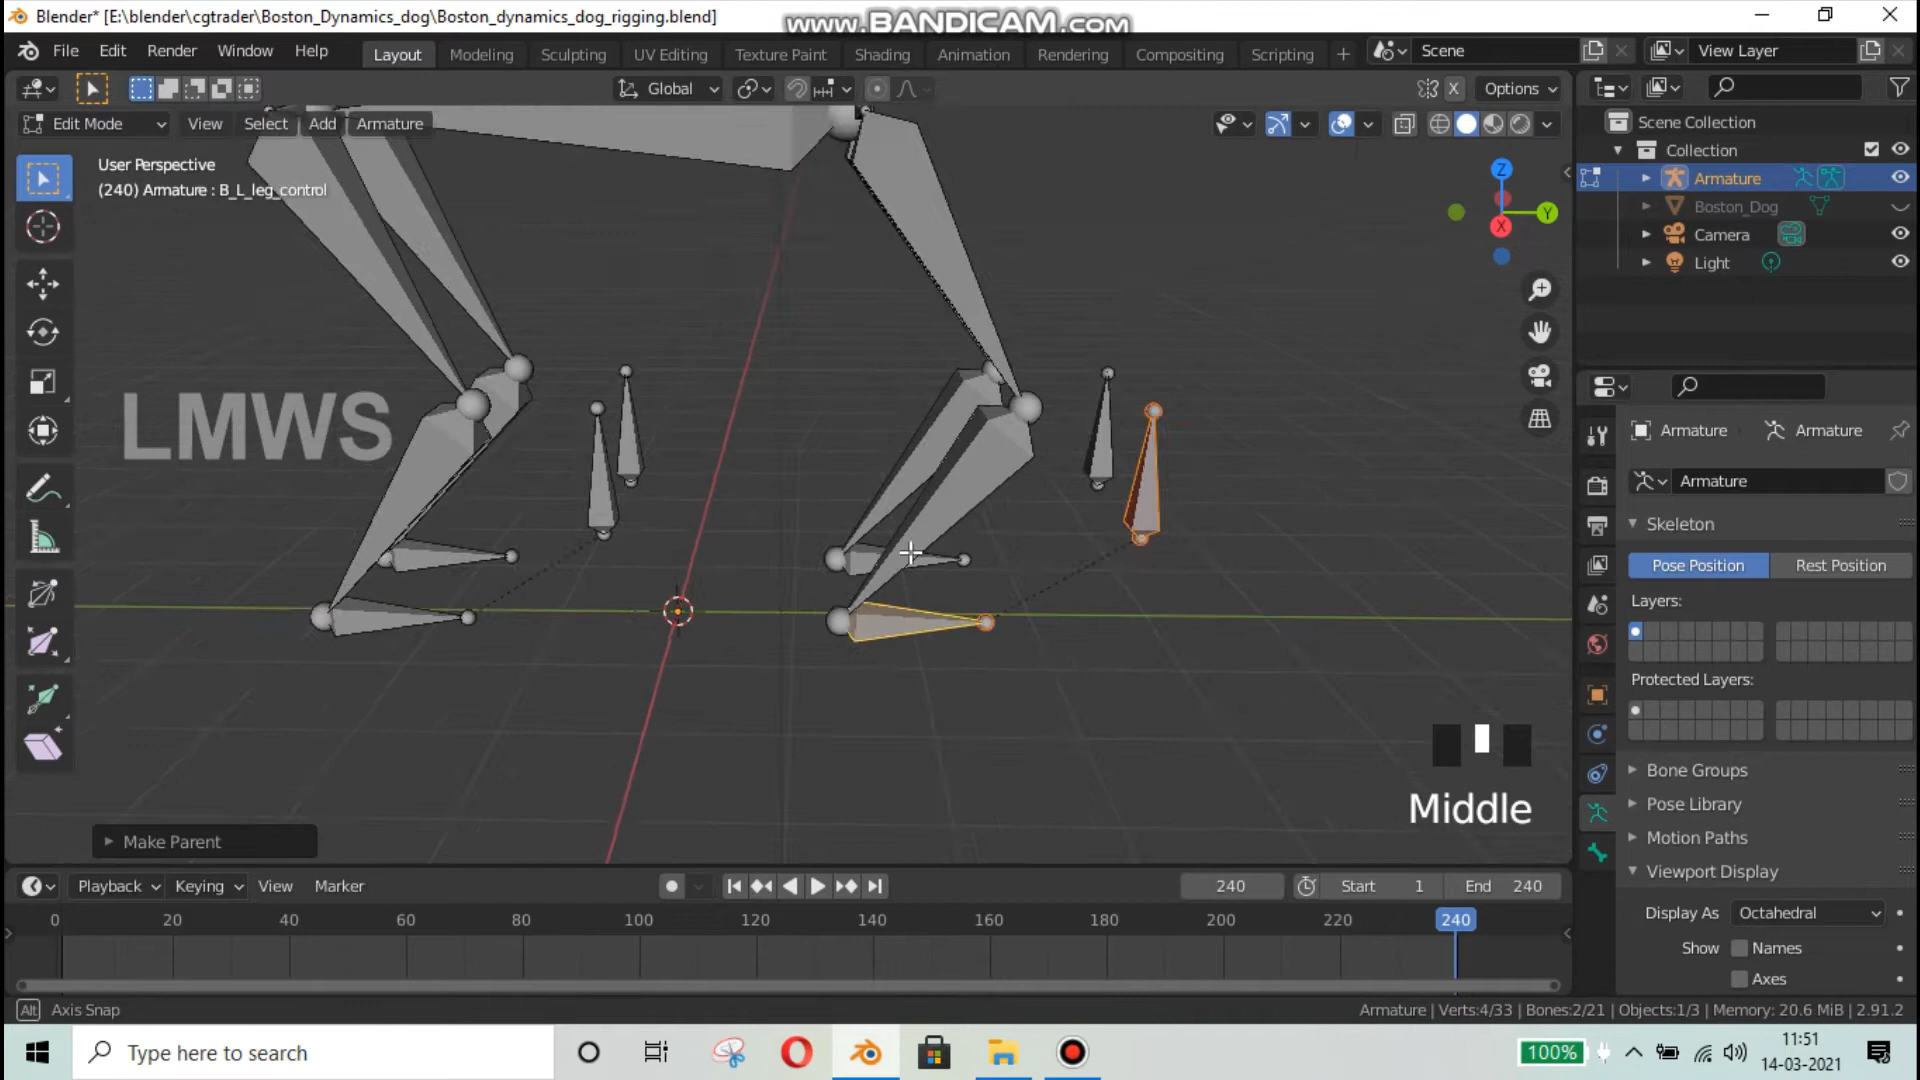 Blender* [E:\blender\cgtrader\Boston_Dynamics_dog\Boston_dynamics_dog_rigging.blend]
www.BANDICAM.com
File Edit Render Window Help
Layout Modeling Sculpting UV Editing Texture Paint Shading Animation Rendering Compositing Scripting +
Scene
View Layer
Global
X
Options
Edit Mode View Select Add Armature
User Perspective
(240) Armature : B_L_leg_control
Z
Y
X
LMWS
Middle
Make Parent
Scene Collection
Collection
Armature
Boston_Dog
Camera
Light
Armature Armature
Armature
Skeleton
Pose Position Rest Position
Layers:
Protected Layers:
Bone Groups
Pose Library
Motion Paths
Viewport Display
Display As Octahedral
Show Names
Axes
Playback Keying View Marker
240 Start 1 End 240
0 20 40 60 80 100 120 140 160 180 200 220 240
Alt Axis Snap
Armature | Verts:4/33 | Bones:2/21 | Objects:1/3 | Memory: 20.6 MiB | 2.91.2
Type here to search
100%
11:51
14-03-2021